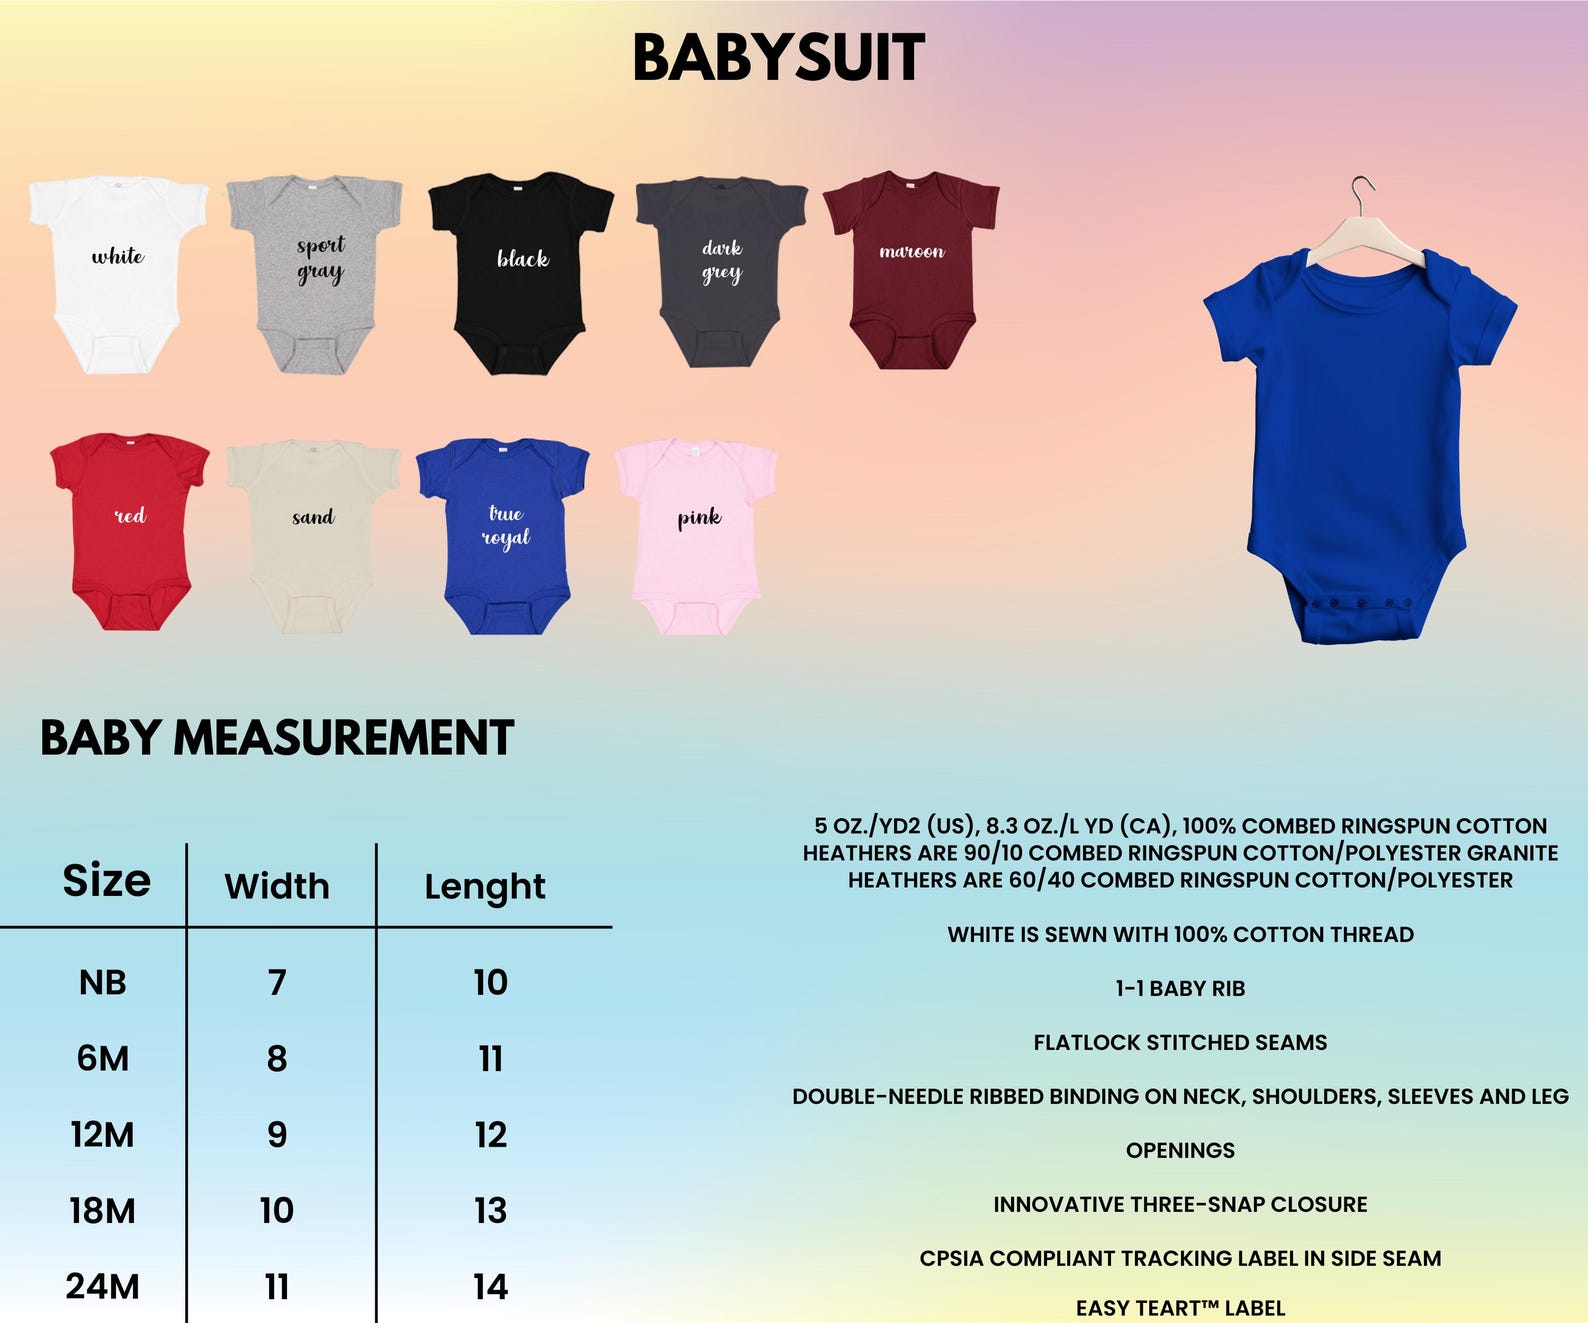 BABYSUIT
white
sport
gray
black
dark
grey
maroon
red
sand
true
royal
pink
BABY MEASUREMENT
Size Width Lenght
NB 7 10
6M 8 11
12M 9 12
18M 10 13
24M 11 14
5 OZ./YD2 (US), 8.3 OZ./L YD (CA), 100% COMBED RINGSPUN COTTON
HEATHERS ARE 90/10 COMBED RINGSPUN COTTON/POLYESTER GRANITE
HEATHERS ARE 60/40 COMBED RINGSPUN COTTON/POLYESTER
WHITE IS SEWN WITH 100% COTTON THREAD
1-1 BABY RIB
FLATLOCK STITCHED SEAMS
DOUBLE-NEEDLE RIBBED BINDING ON NECK, SHOULDERS, SLEEVES AND LEG
OPENINGS
INNOVATIVE THREE-SNAP CLOSURE
CPSIA COMPLIANT TRACKING LABEL IN SIDE SEAM
EASY TEART™ LABEL